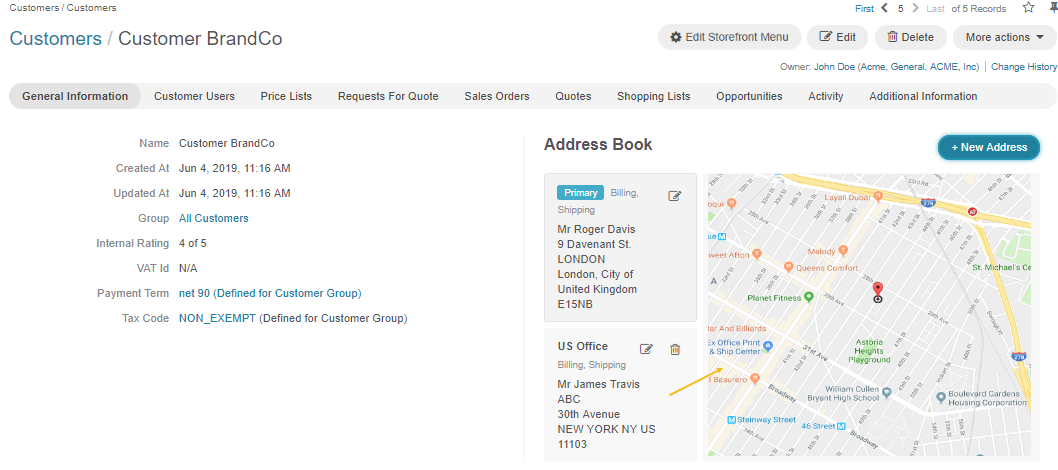 Customers / Customers
First 5 Last of 5 Records
Customers / Customer BrandCo
Edit Storefront Menu
Edit
Delete
More actions
Owner: John Doe (Acme, General, ACME, Inc) | Change History
General Information
Customer Users
Price Lists
Requests For Quote
Sales Orders
Quotes
Shopping Lists
Opportunities
Activity
Additional Information
Name Customer BrandCo
Created At Jun 4, 2019, 11:16 AM
Updated At Jun 4, 2019, 11:16 AM
Group All Customers
Internal Rating 4 of 5
VAT Id N/A
Payment Term net 90 (Defined for Customer Group)
Tax Code NON_EXEMPT (Defined for Customer Group)
Address Book
+ New Address
Primary Billing,
Shipping
Mr Roger Davis
9 Davenant St.
LONDON
London, City of
United Kingdom
E15NB
US Office
Billing, Shipping
Mr James Travis
ABC
30th Avenue
NEW YORK NY US
11103
23rd Rd
Layali Dubai
278
Melody
Queens Comfort
Planet Fitness
St. Michael's Ce
Bar And Billiards
Ex Office Print
& Ship Center
31st Ave
Astoria
Heights
Playground
278
l Basurero
Broadway
William Cullen
Bryant High School
Boulevard Gardens
Housing Corporation
Steinway Street
46 Street
Broadway